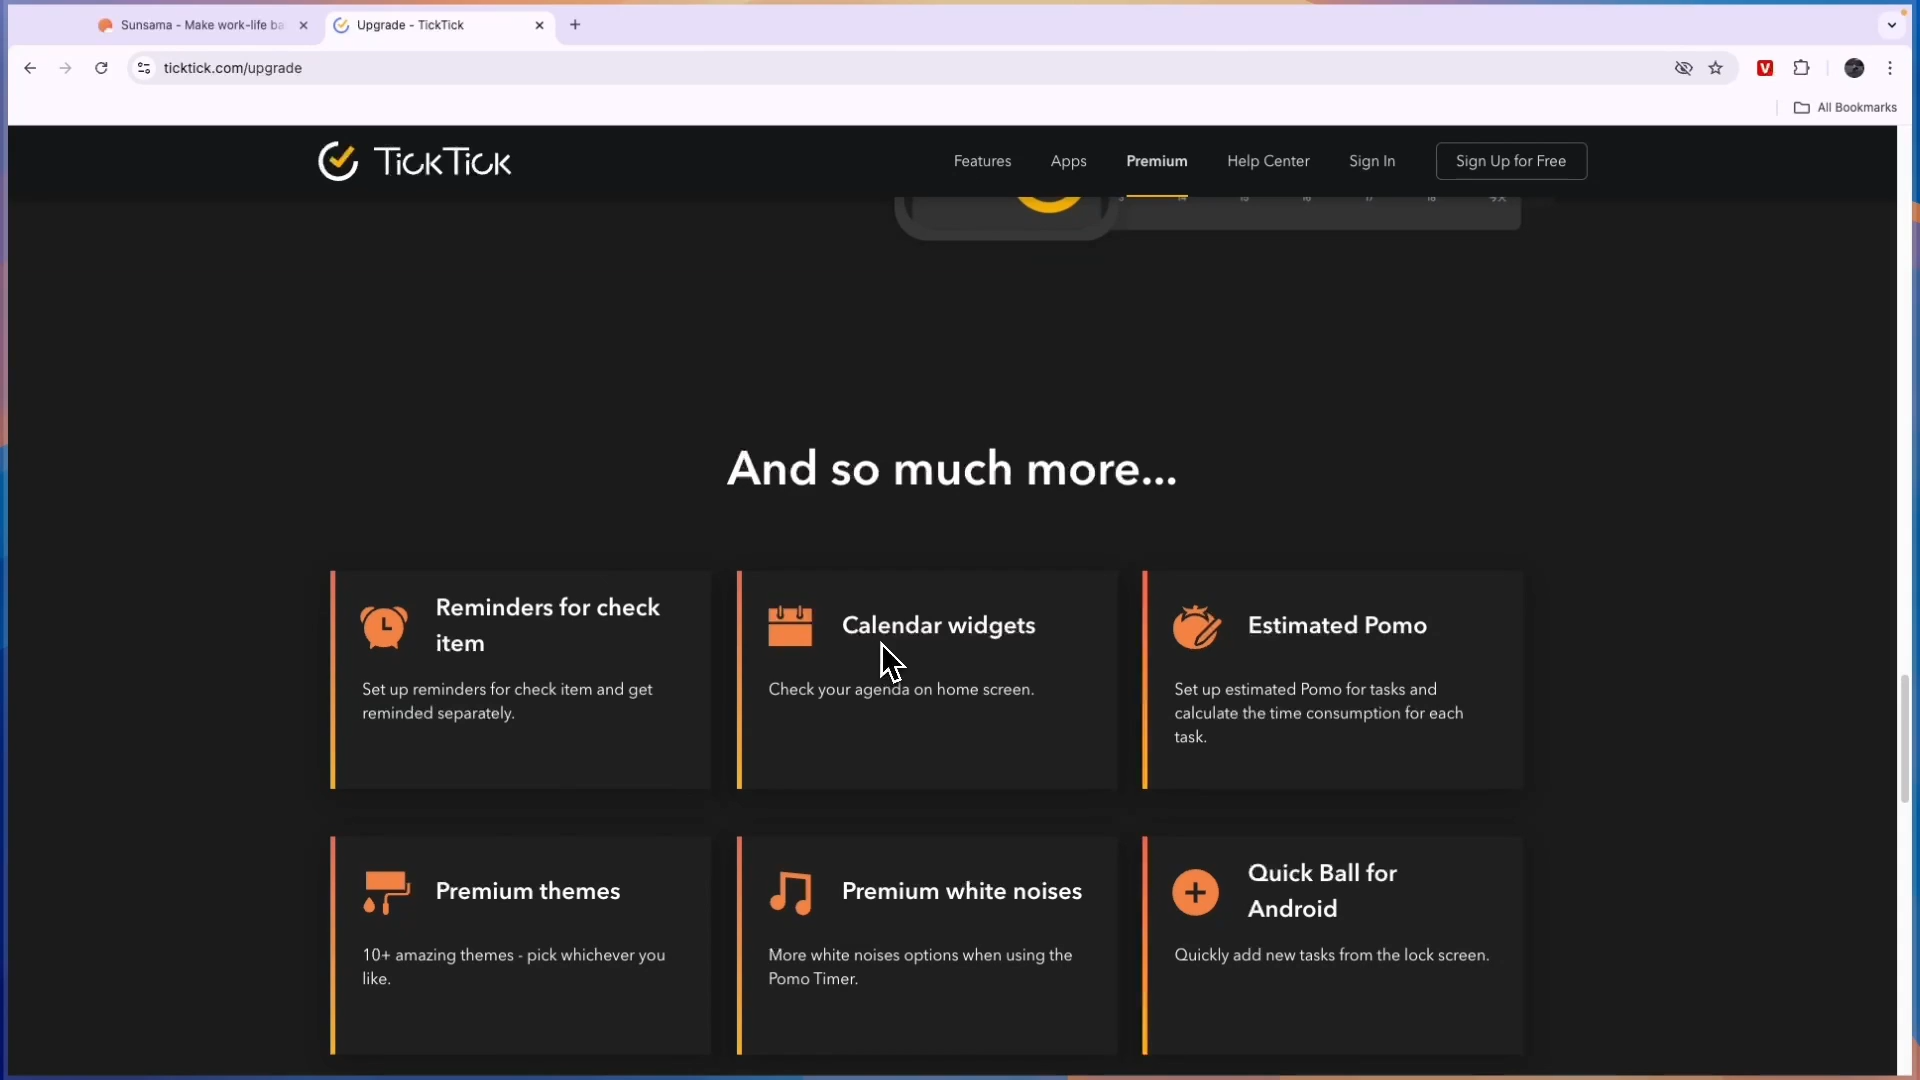 Sunsama - Make work-life ba
Upgrade - TickTick
ticktick.com/upgrade
All Bookmarks
TickTick
Features
Apps
Premium
Help Center
Sign In
Sign Up for Free
And so much more...
Reminders for check
item
Set up reminders for check item and get
reminded separately.
Calendar widgets
Check your agenda on home screen.
Estimated Pomo
Set up estimated Pomo for tasks and
calculate the time consumption for each
task.
Premium themes
10+ amazing themes - pick whichever you
like.
Premium white noises
More white noises options when using the
Pomo Timer.
Quick Ball for
Android
Quickly add new tasks from the lock screen.